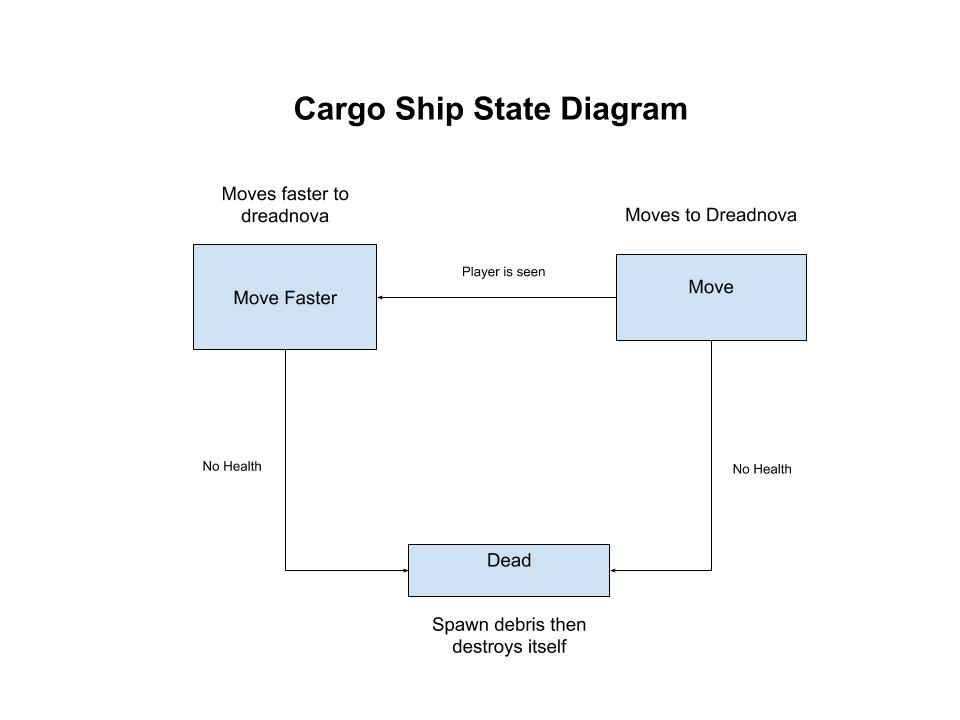 Cargo Ship State Diagram
Moves faster to
dreadnova
Moves to Dreadnova
Player is seen
Move Faster
Move
No Health
No Health
Dead
Spawn debris then
destroys itself